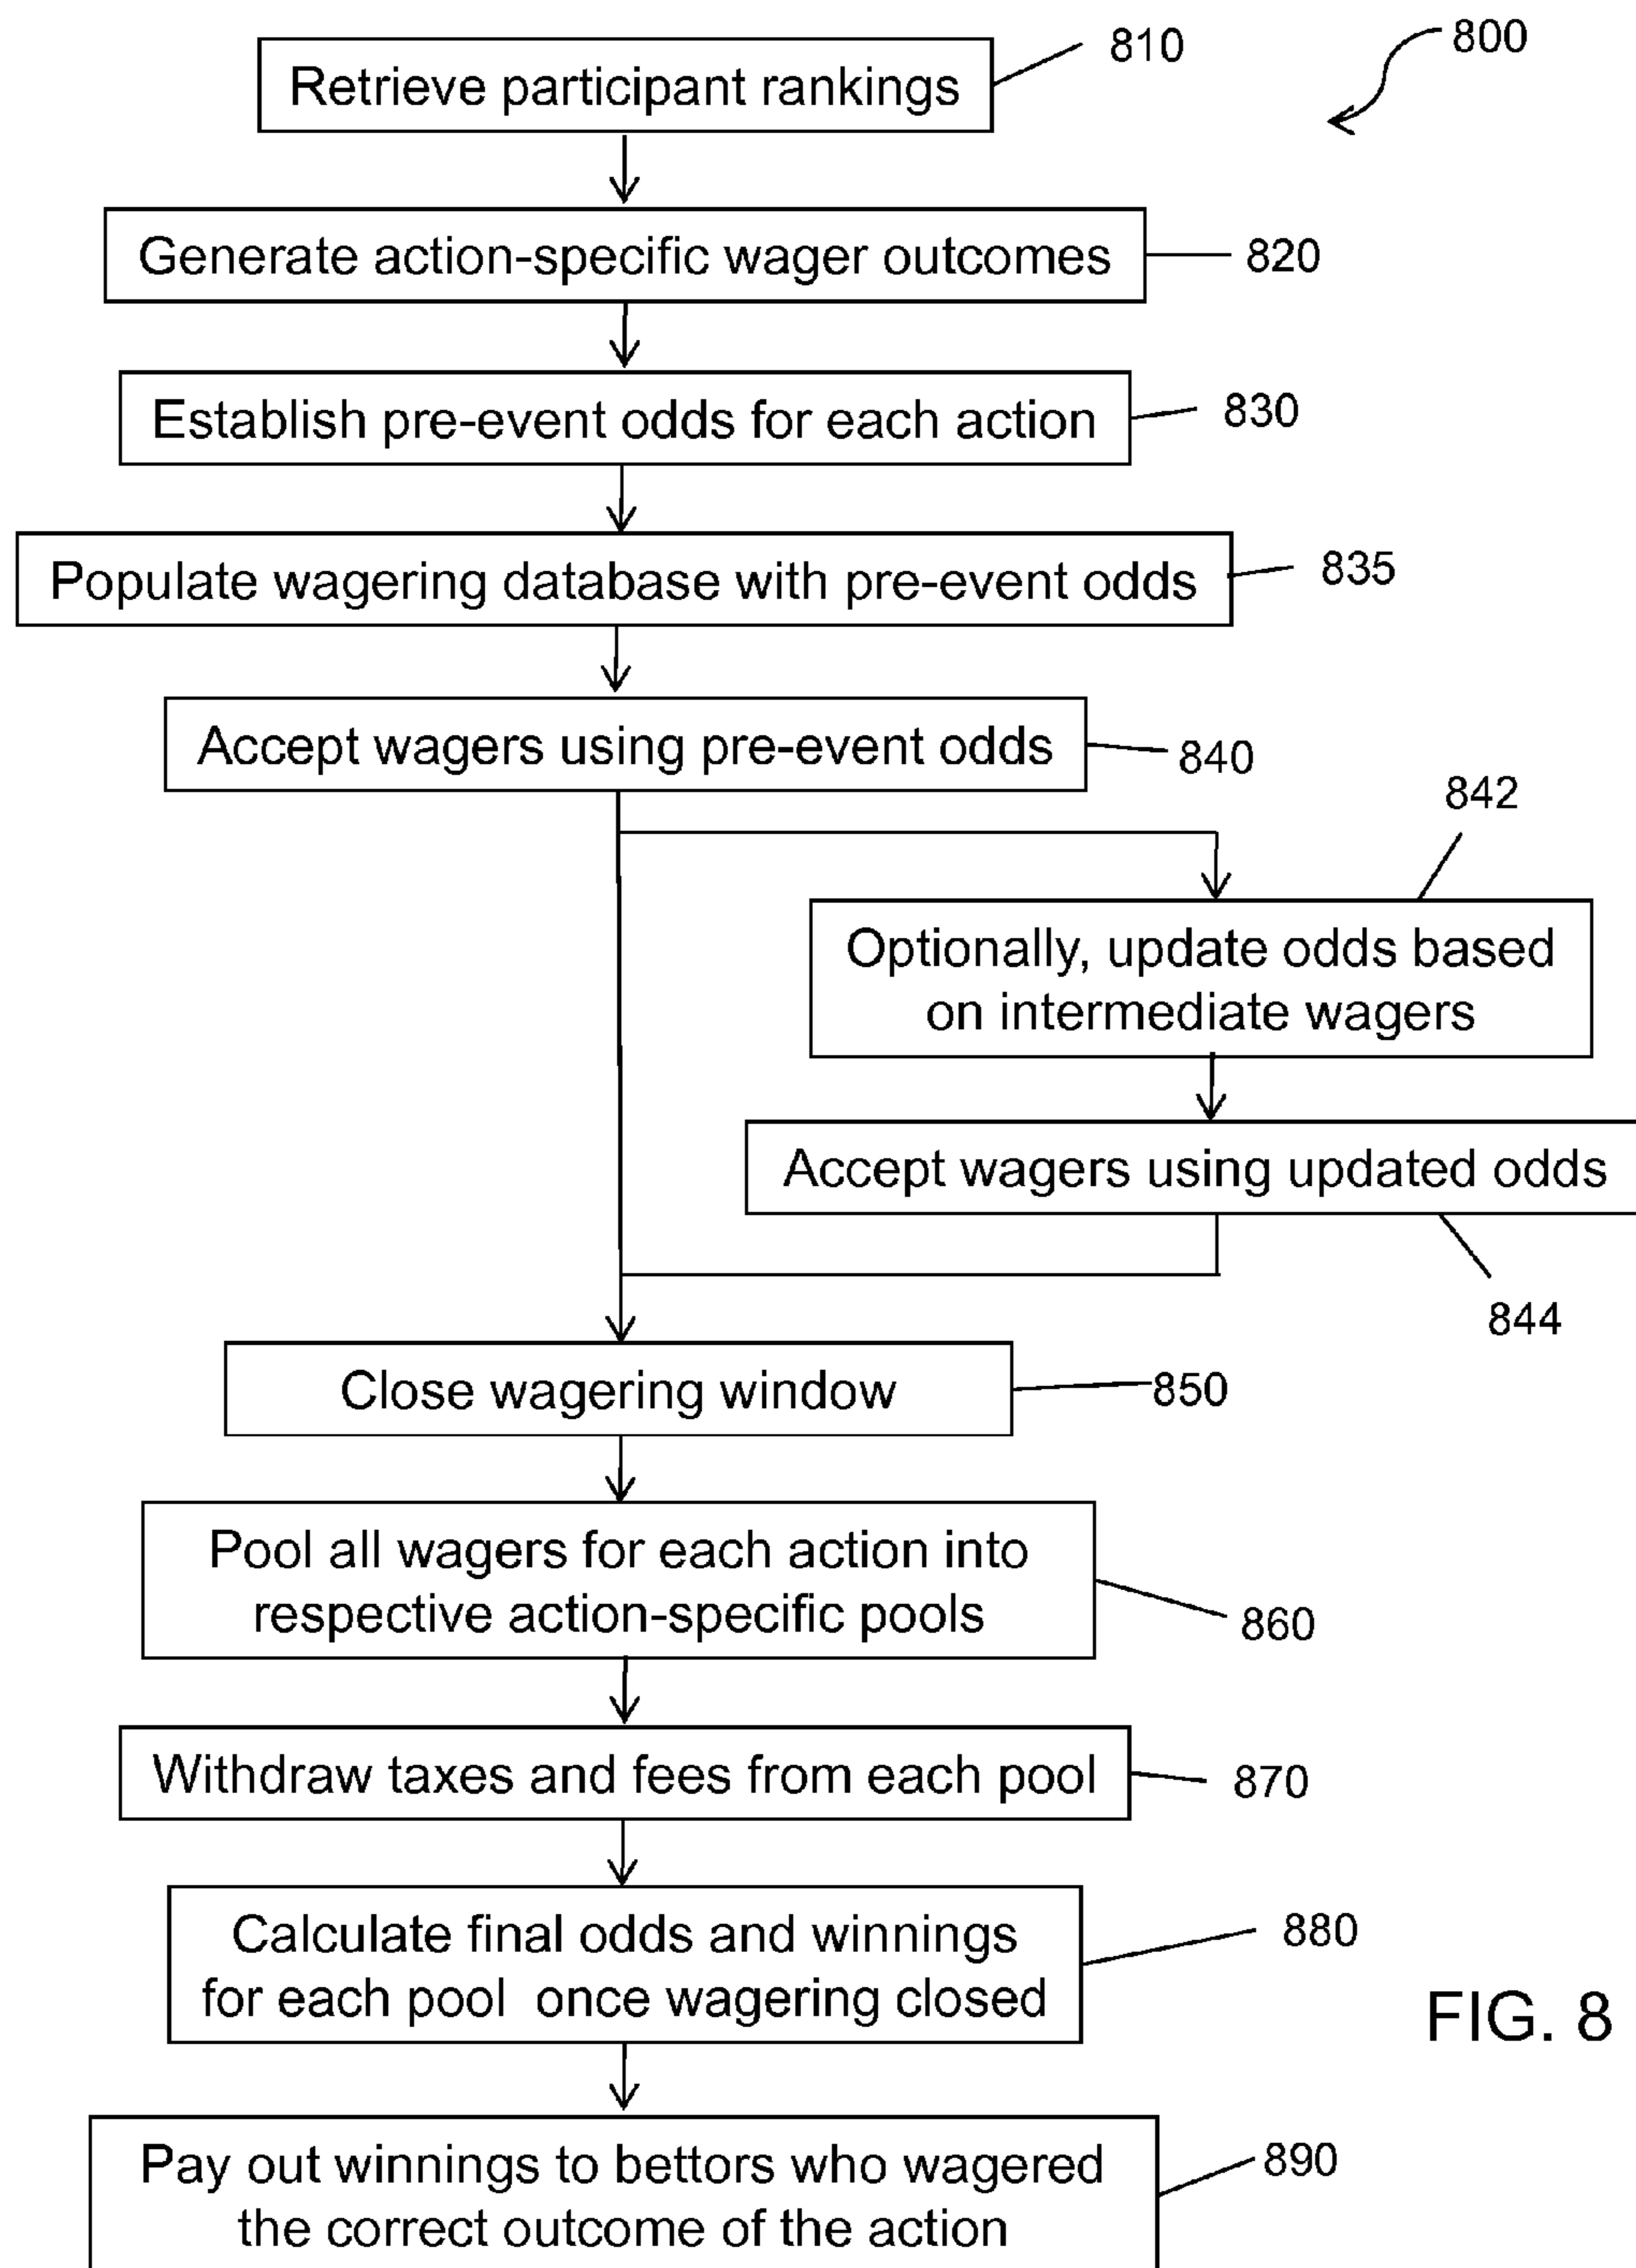 800
Retrieve participant rankings
810
Generate action-specific wager outcomes
820
Establish pre-event odds for each action
830
Populate wagering database with pre-event odds
835
Accept wagers using pre-event odds
840
842
Optionally, update odds based
on intermediate wagers
Accept wagers using updated odds
844
Close wagering window
850
Pool all wagers for each action into
respective action-specific pools
860
Withdraw taxes and fees from each pool
870
Calculate final odds and winnings
for each pool once wagering closed
880
FIG. 8
Pay out winnings to bettors who wagered
the correct outcome of the action
890